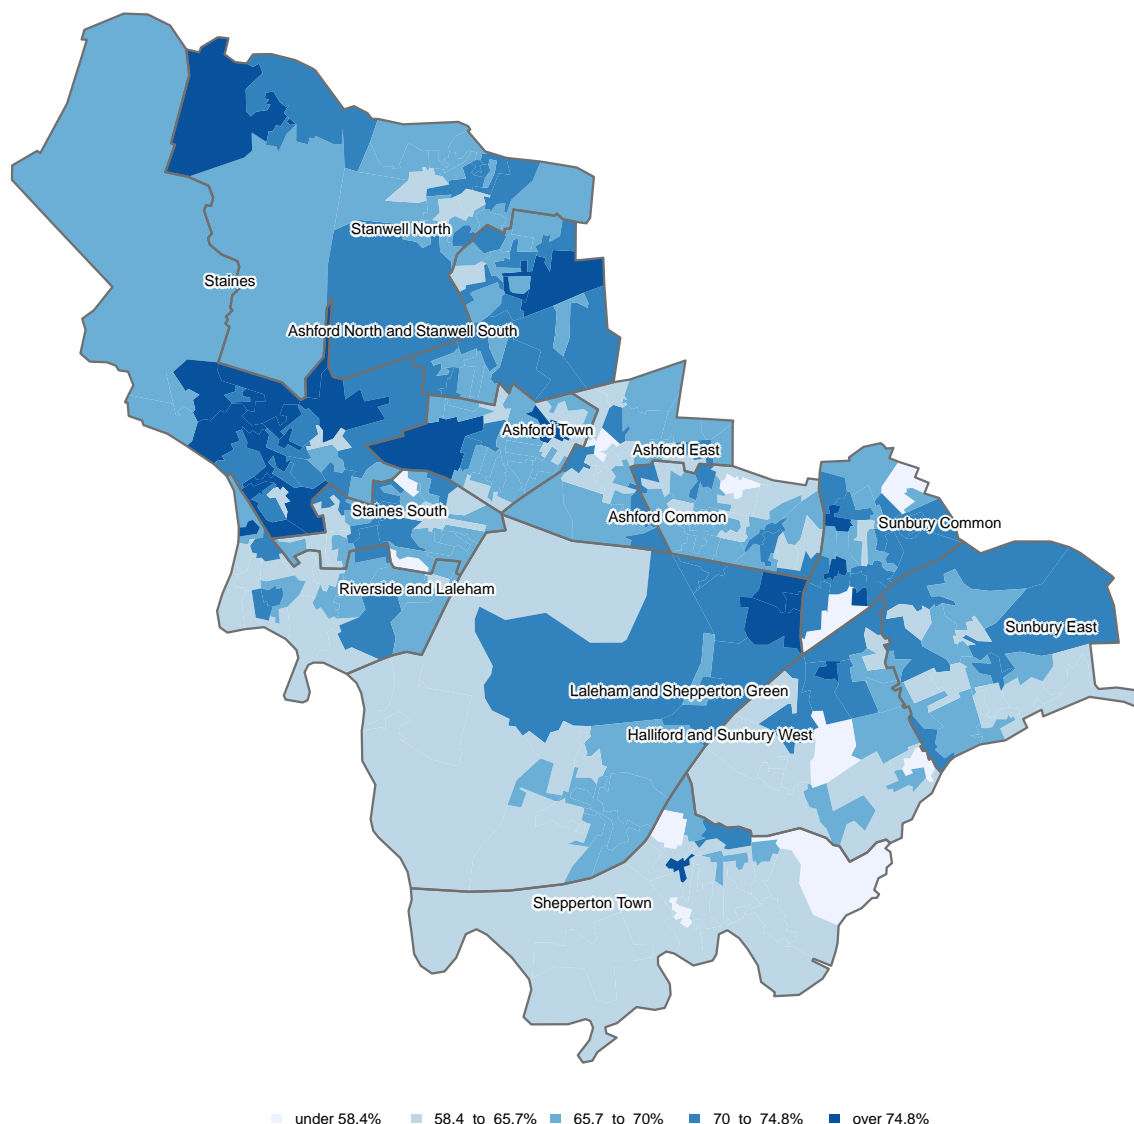 Stanwell North
Staines
Ashford North and Stanwell South
Ashford Town
Ashford East
Staines South
Ashford Common
Sunbury Common
Riverside and Laleham
Sunbury East
Laleham and Shepperton Green
Halliford and Sunbury West
Shepperton Town
under 58.4% 58.4 to 65.7% 65.7 to 70% 70 to 74.8% over 74.8%